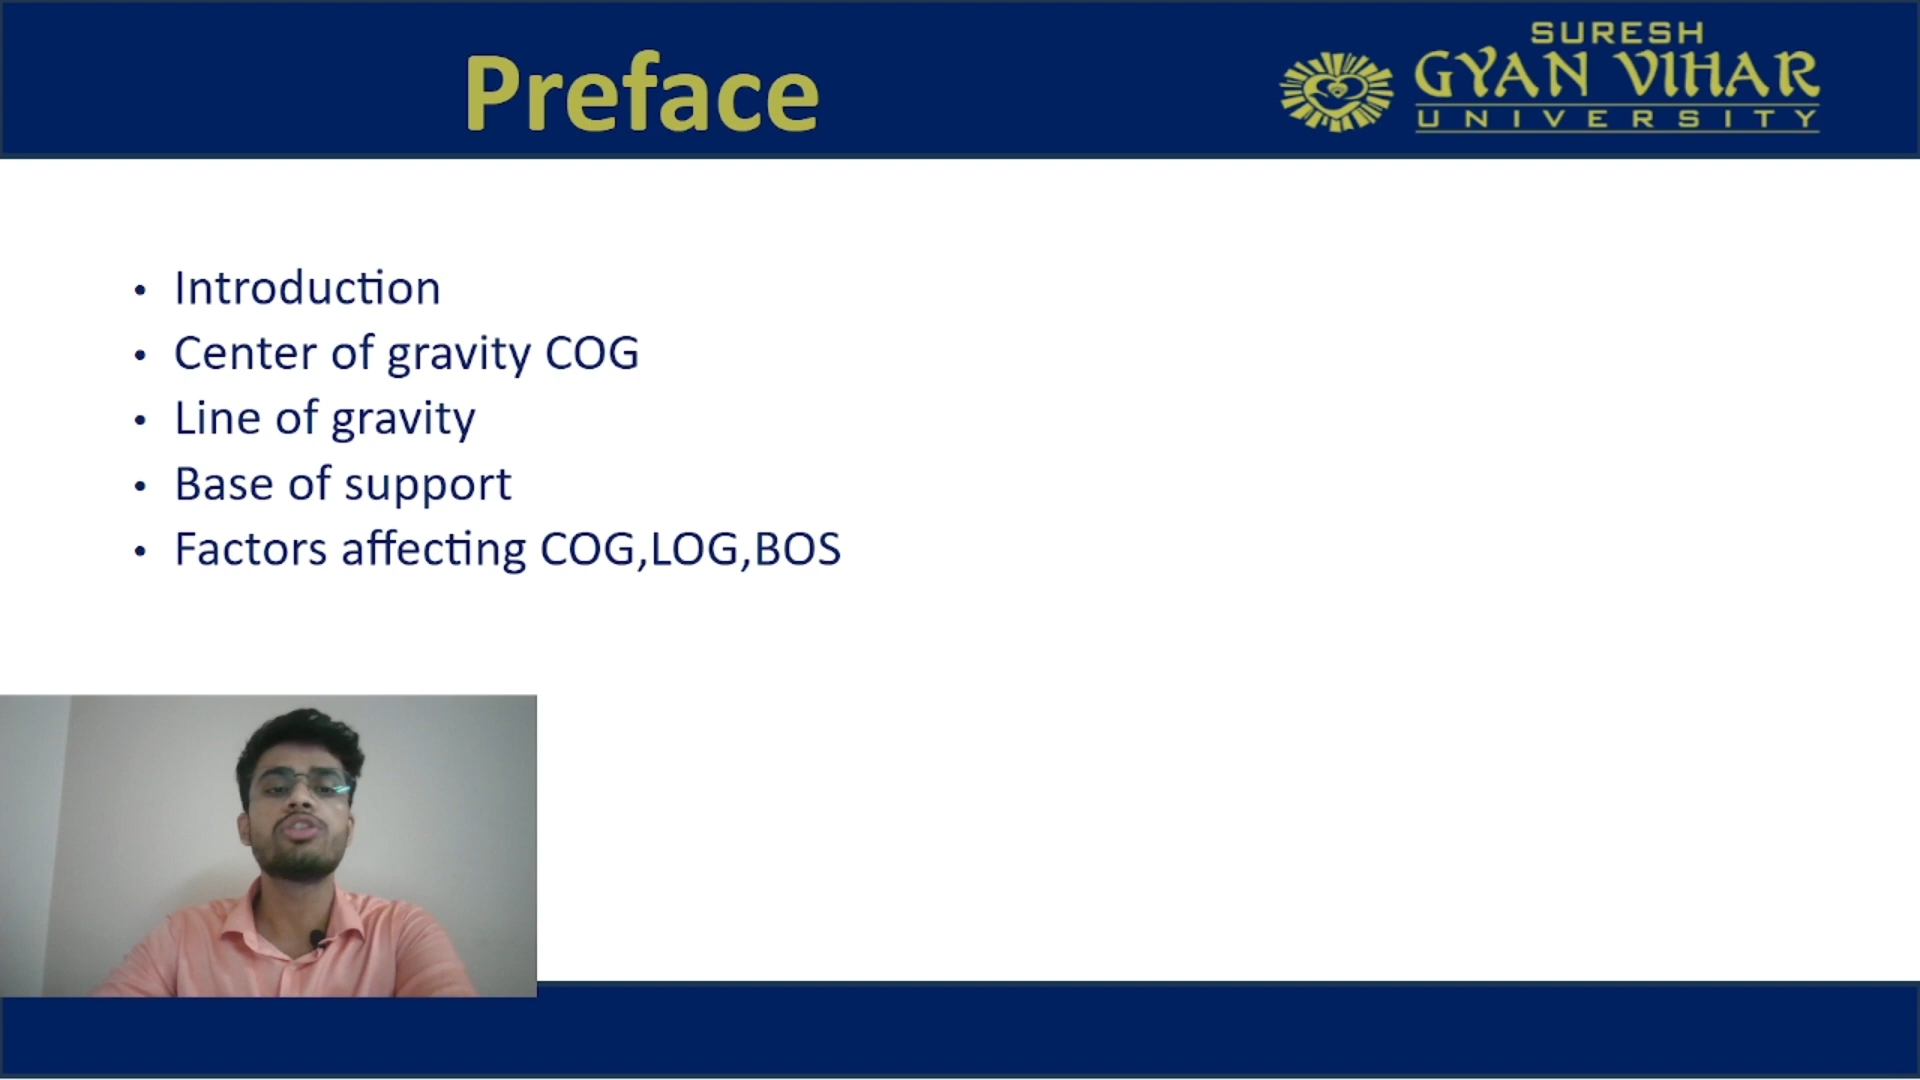 Preface
SURESH
GYAN VIHAR
UNIVERSITY
• Introduction
• Center of gravity COG
• Line of gravity
• Base of support
• Factors affecting COG,LOG,BOS